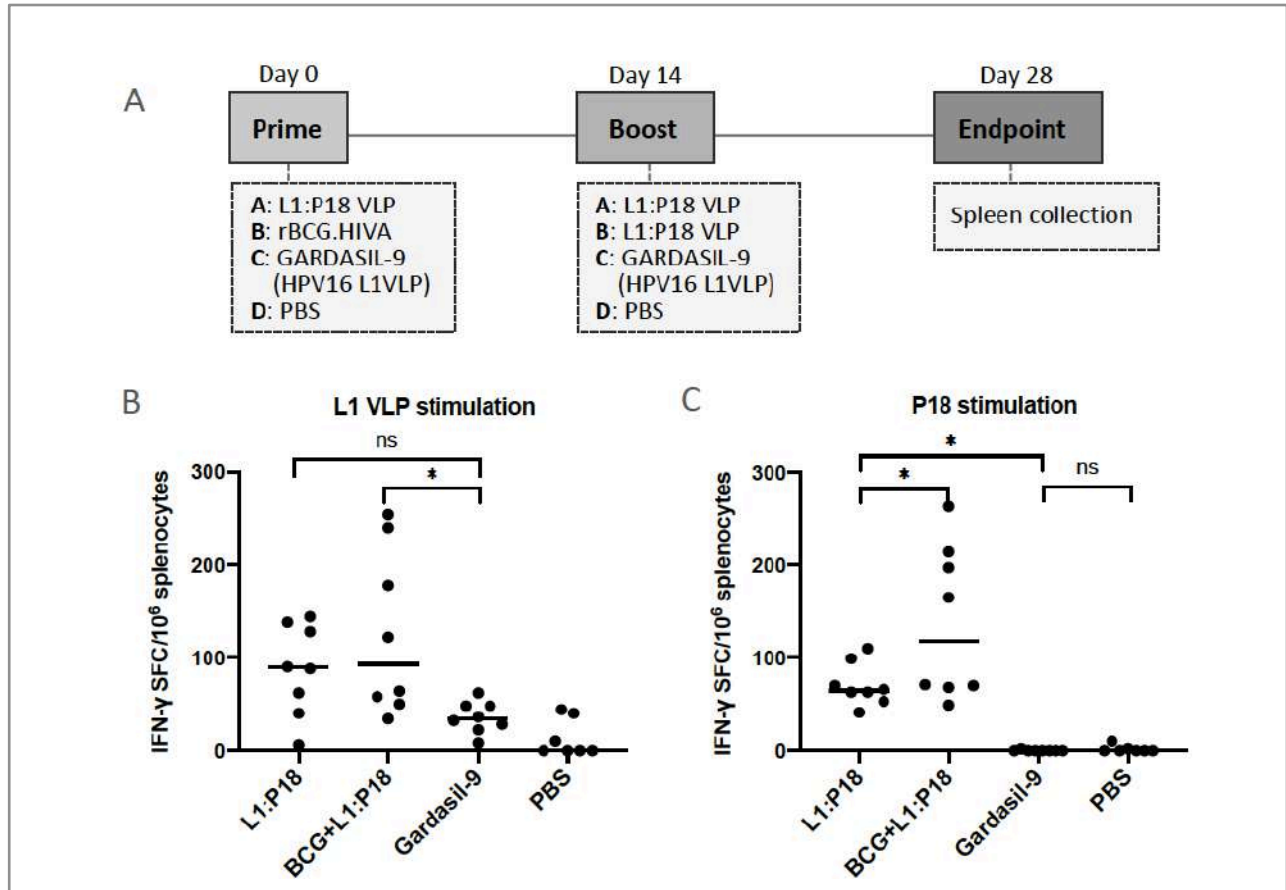 A
Day 0
Day 14
Day 28
Prime
Boost
Endpoint
A: L1:P18 VLP
B: rBCG.HIVA
C: GARDASIL-9
(HPV16 L1VLP)
D: PBS
A: L1:P18 VLP
B: L1:P18 VLP
C: GARDASIL-9
(HPV16 L1VLP)
D: PBS
Spleen collection
B
L1 VLP stimulation
ns
*
300
200
100
0
IFN-γ SFC/10⁶ splenocytes
L1:P18
BCG+L1:P18
Gardasil-9
PBS
C
P18 stimulation
*
*
ns
300
200
100
0
IFN-γ SFC/10⁶ splenocytes
L1:P18
BCG+L1:P18
Gardasil-9
PBS